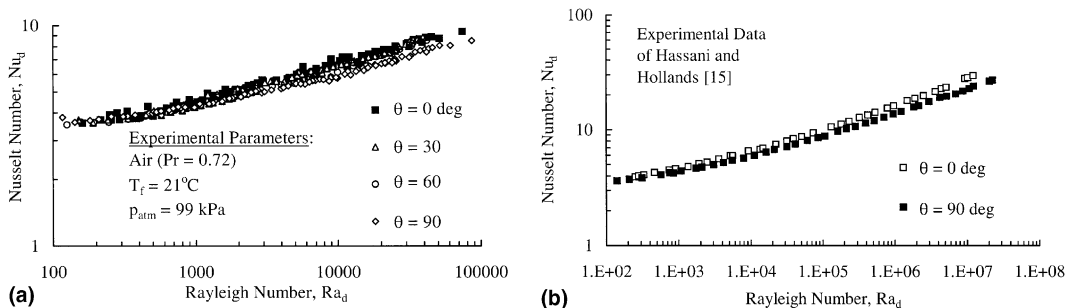 10
1
Nusselt Number, Nu_d
Experimental Parameters:
Air (Pr = 0.72)
T_f = 21°C
p_atm = 99 kPa
θ = 0 deg
θ = 30
θ = 60
θ = 90
100
1000
10000
100000
Rayleigh Number, Ra_d
(a)
100
10
1
Nusselt Number, Nu_d
Experimental Data
of Hassani and
Hollands [15]
θ = 0 deg
θ = 90 deg
1.E+02
1.E+03
1.E+04
1.E+05
1.E+06
1.E+07
1.E+08
Rayleigh Number, Ra_d
(b)